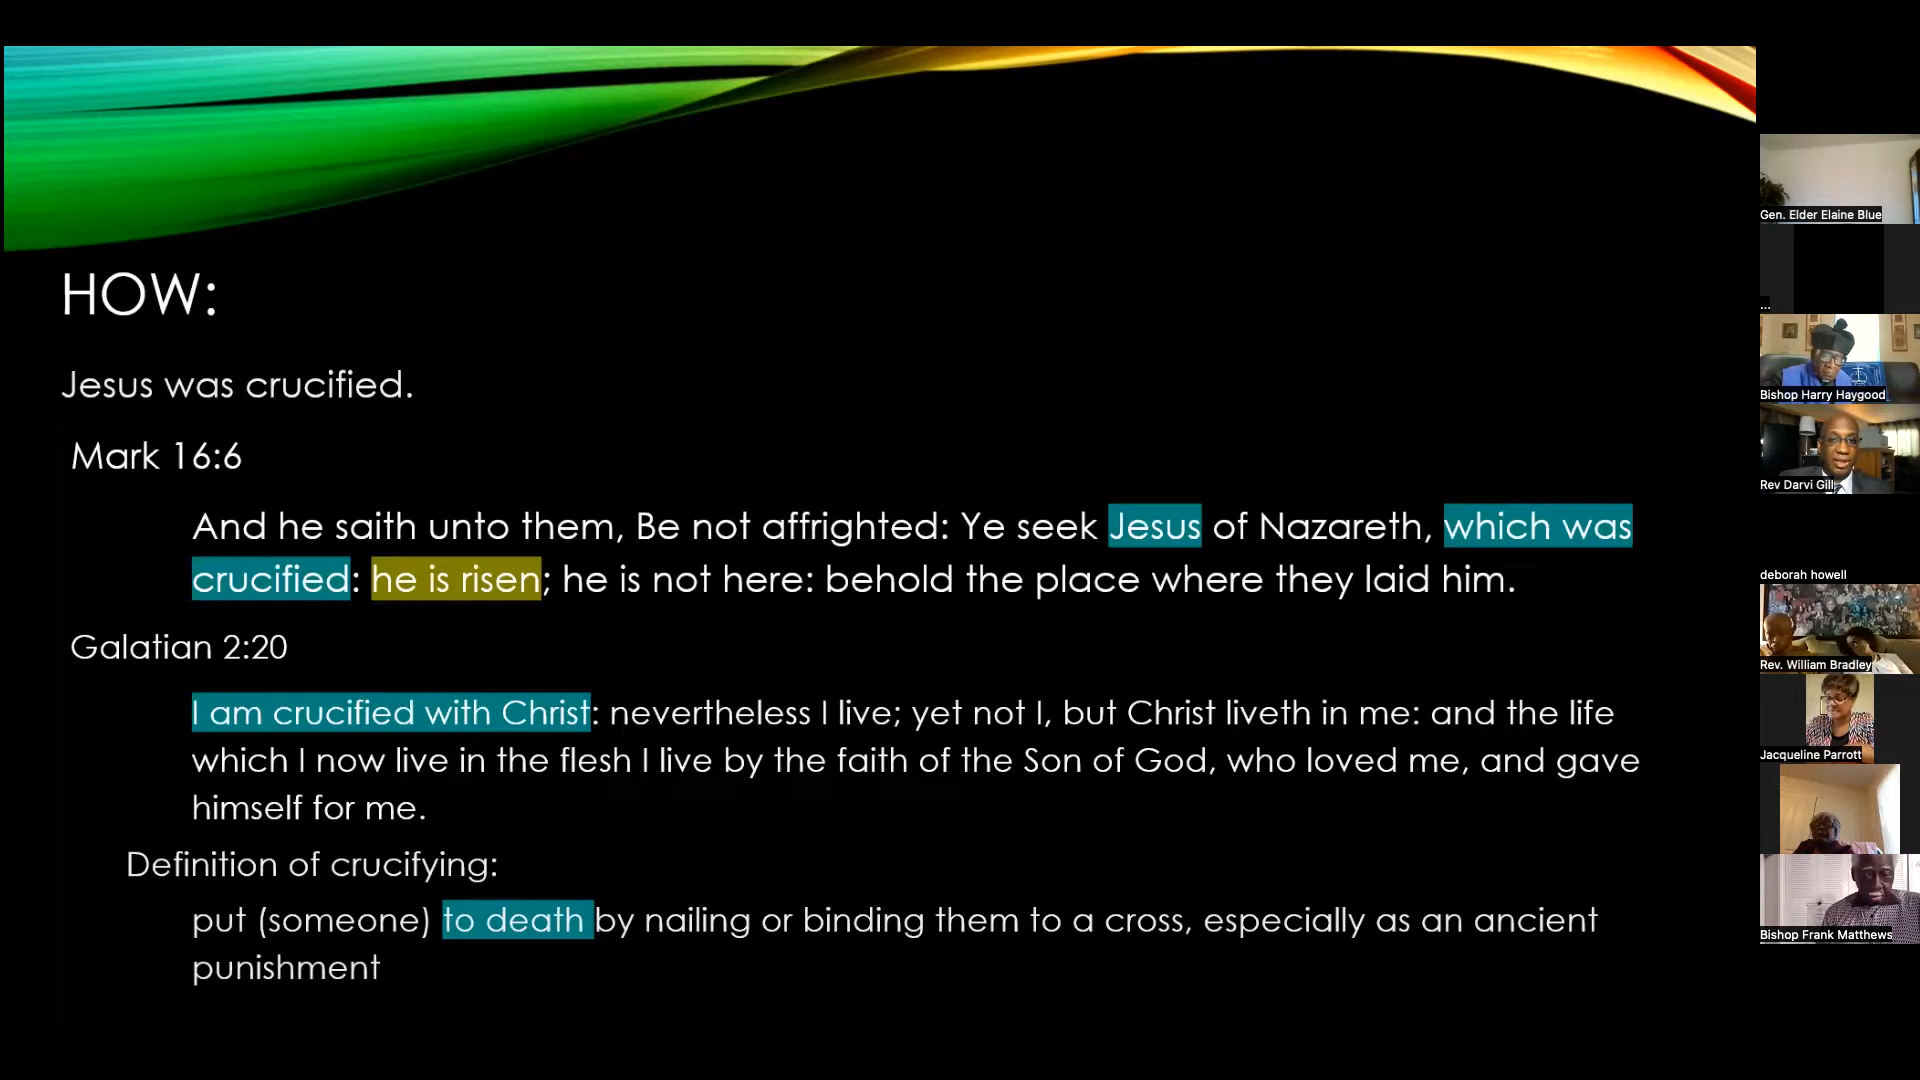 HOW:
Jesus was crucified.
Mark 16:6
And he saith unto them, Be not affrighted: Ye seek Jesus of Nazareth, which was
crucified: he is risen; he is not here: behold the place where they laid him.
Galatian 2:20
I am crucified with Christ: nevertheless I live; yet not I, but Christ liveth in me: and the life
which I now live in the flesh I live by the faith of the Son of God, who loved me, and gave
himself for me.
Definition of crucifying:
put (someone) to death by nailing or binding them to a cross, especially as an ancient
punishment
Gen. Elder Elaine Blue
...
Bishop Harry Haygood
Rev Darvi Gill
deborah howell
Rev. William Bradley
Jacqueline Parrott
Bishop Frank Matthews